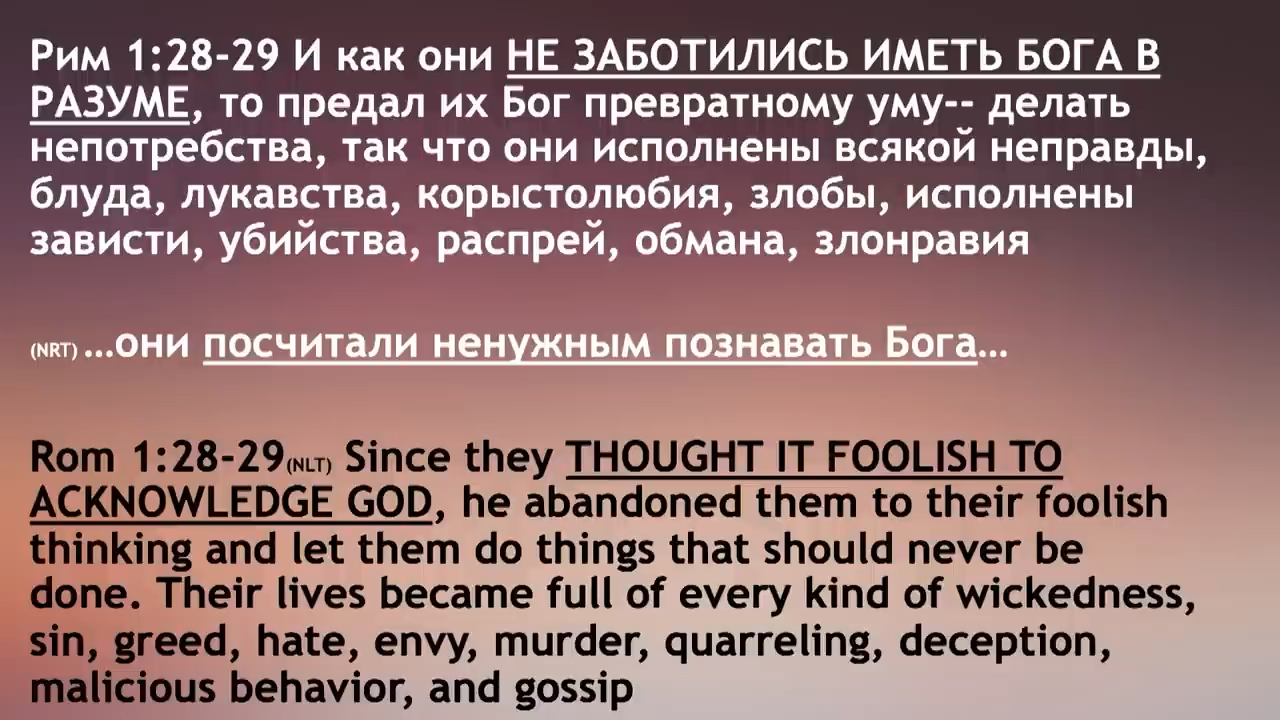 Рим 1:28-29 И как они НЕ ЗАБОТИЛИСЬ ИМЕТЬ БОГА В
РАЗУМЕ, то предал их Бог превратному уму-- делать
непотребства, так что они исполнены всякой неправды,
блуда, лукавства, корыстолюбия, злобы, исполнены
зависти, убийства, распрей, обмана, злонравия
(NRT) …они посчитали ненужным познавать Бога…
Rom 1:28-29(NLT) Since they THOUGHT IT FOOLISH TO
ACKNOWLEDGE GOD, he abandoned them to their foolish
thinking and let them do things that should never be
done. Their lives became full of every kind of wickedness,
sin, greed, hate, envy, murder, quarreling, deception,
malicious behavior, and gossip